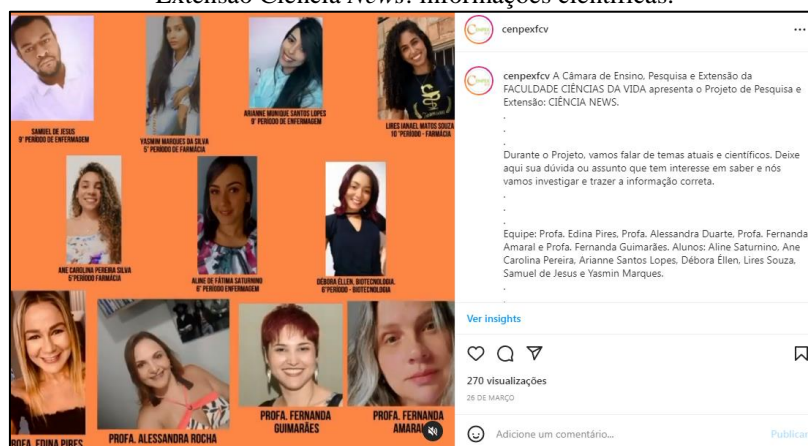 Extensão Ciência News: informações científicas.
SAMUEL DE JESUS
9° PERÍODO DE ENFERMAGEM
YASMIM MARQUES DA SILVA
5° PERÍODO DE FARMÁCIA
ARIANNE MUNIQUE SANTOS LOPES
9° PERÍODO DE ENFERMAGEM
LIRES IANAEL MATOS SOUZA
10 °PERÍODO - FARMÁCIA
ANE CAROLINA PEREIRA SILVA
5°PERÍODO FARMÁCIA
ALINE DE FÁTIMA SATURNINO
6° PERÍODO ENFERMAGEM
DÉBORA ELLEN, BIOTECNOLOGIA.
6°PERÍODO - BIOTECNOLOGIA
PROFA. EDINA PIRES
PROFA. ALESSANDRA ROCHA
PROFA. FERNANDA
GUIMARÃES
PROFA. FERNANDA
AMARAL
cenpexfcv
cenpexfcv A Câmara de Ensino, Pesquisa e Extensão da
FACULDADE CIÊNCIAS DA VIDA apresenta o Projeto de Pesquisa e
Extensão: CIÊNCIA NEWS.
.
.
.
Durante o Projeto, vamos falar de temas atuais e científicos. Deixe
aqui sua dúvida ou assunto que tem interesse em saber e nós
vamos investigar e trazer a informação correta.
.
.
.
Equipe: Profa. Edina Pires, Profa. Alessandra Duarte, Profa. Fernanda
Amaral e Profa. Fernanda Guimarães. Alunos: Aline Saturnino, Ane
Carolina Pereira, Arianne Santos Lopes, Débora Éllen, Lires Souza,
Samuel de Jesus e Yasmin Marques.
.
.
Ver insights
270 visualizações
26 DE MARÇO
Adicione um comentário...
Publicar